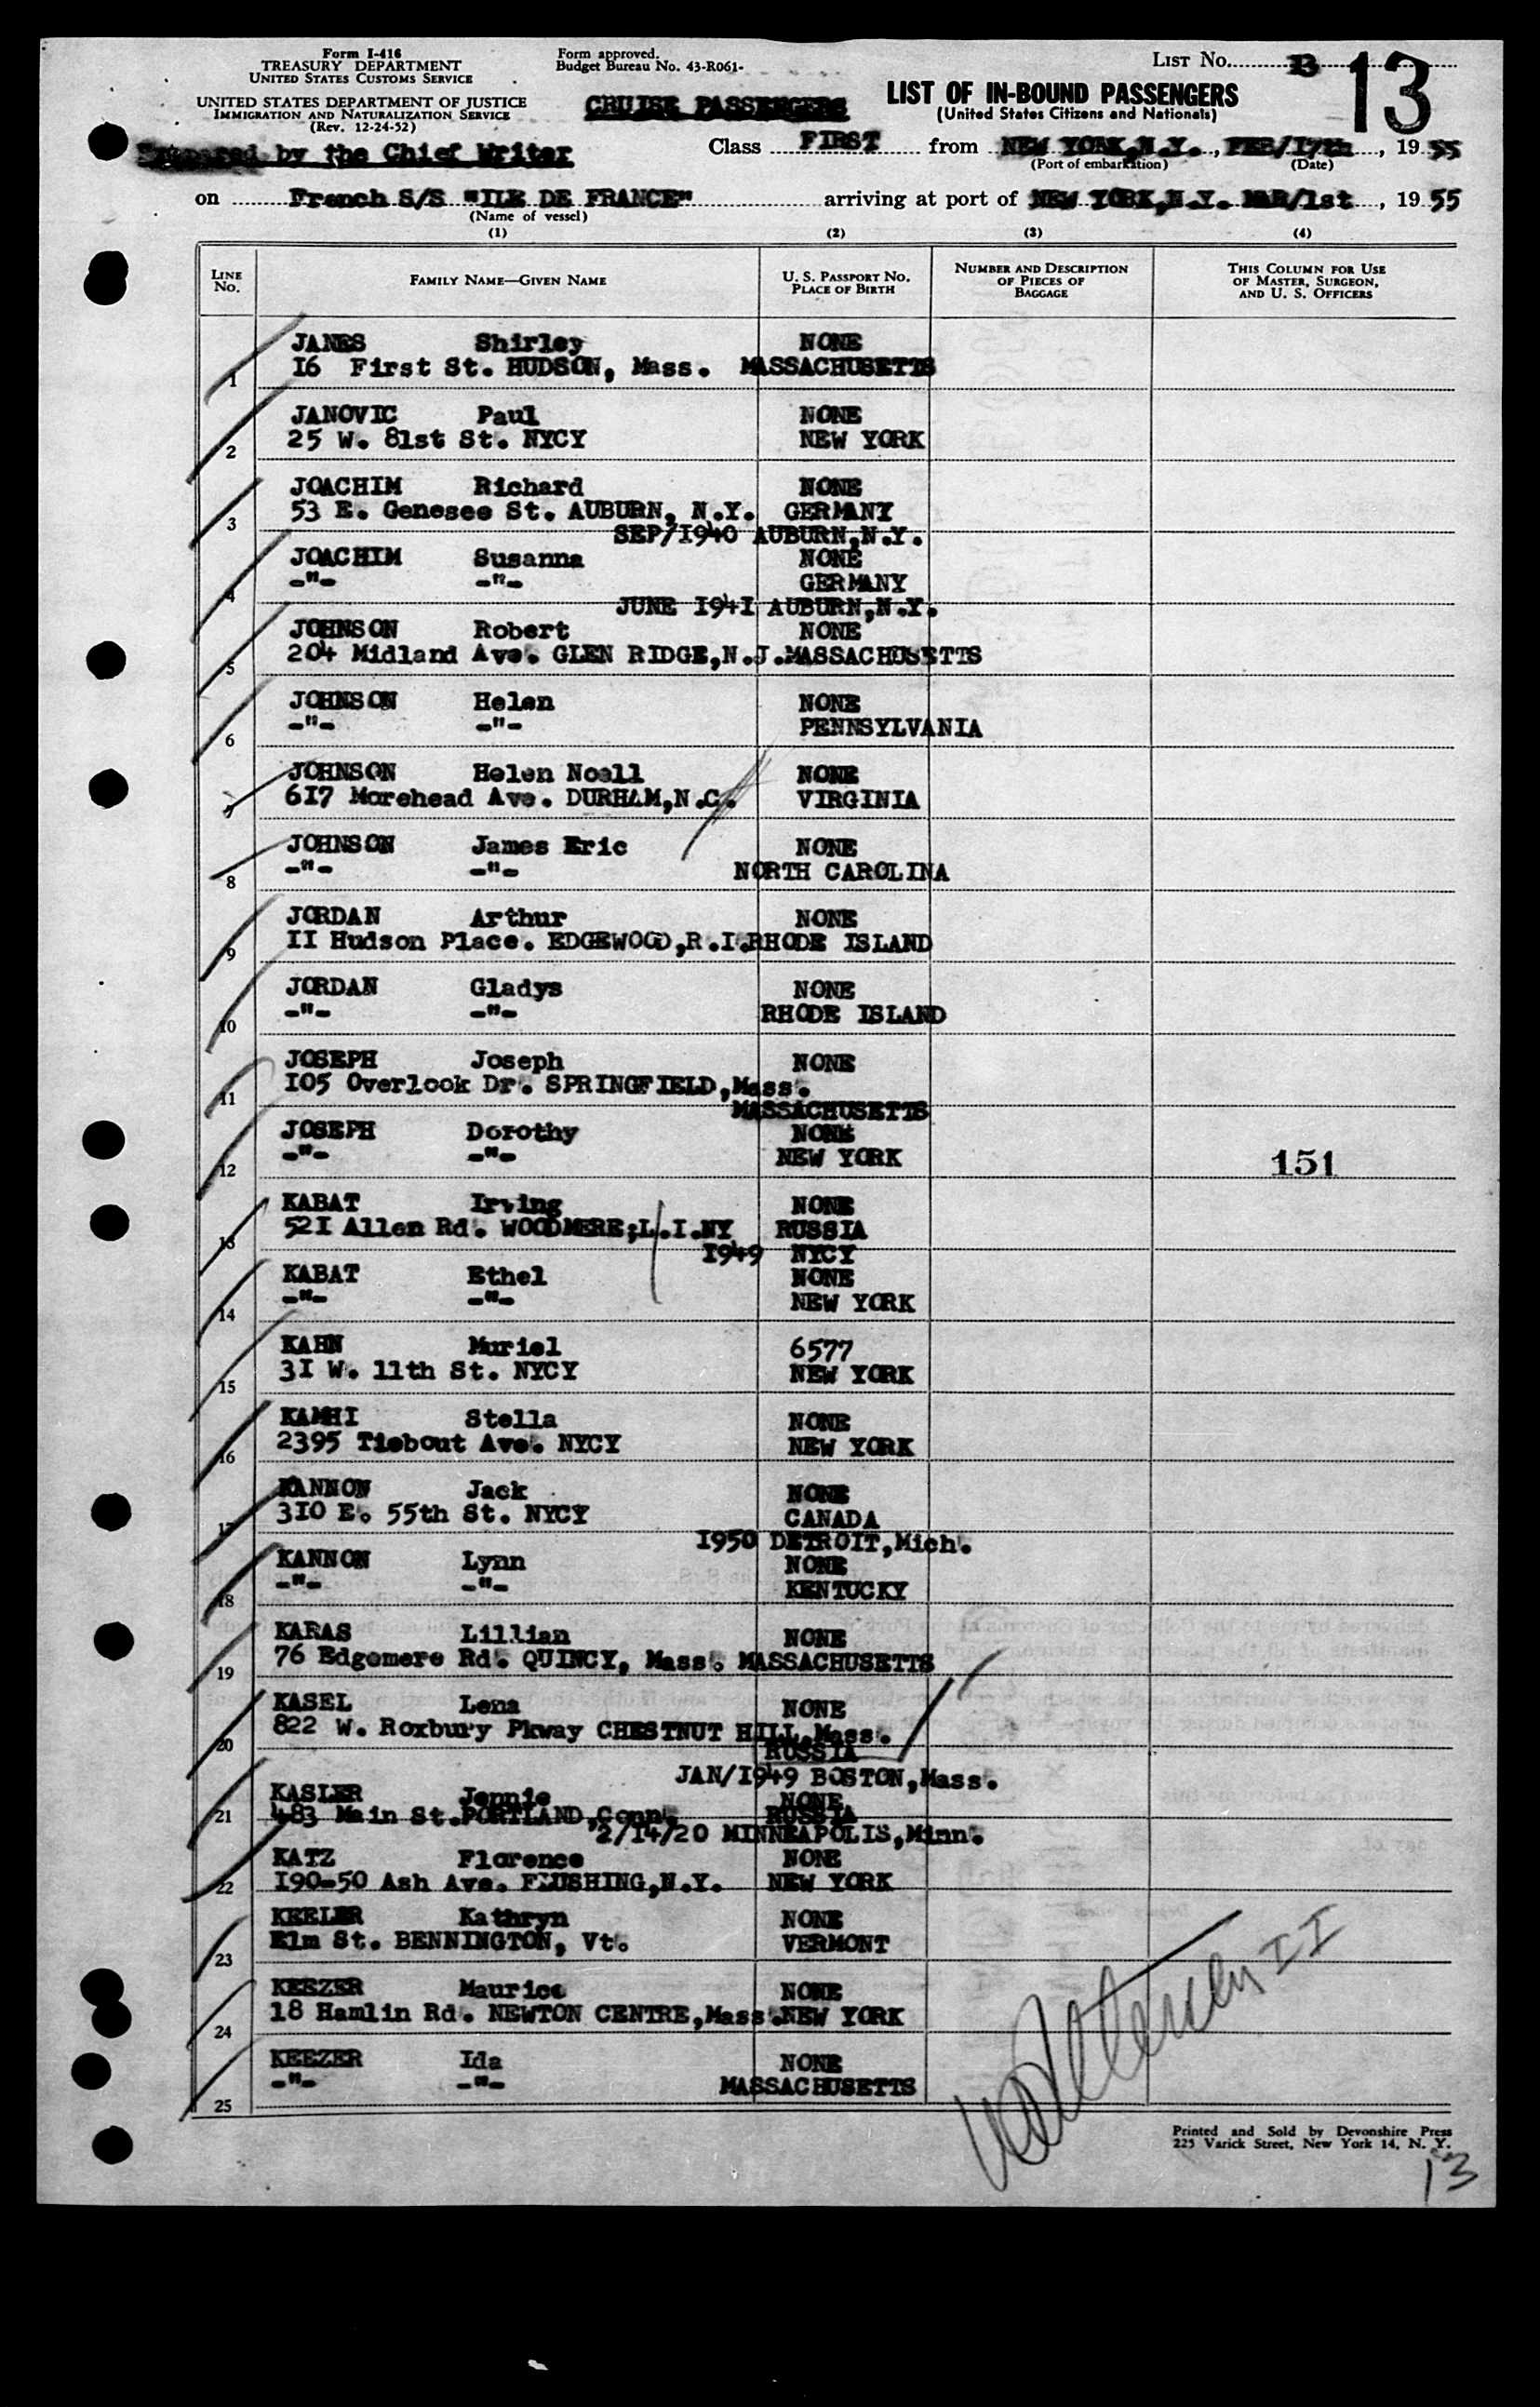 Form I-416
TREASURY DEPARTMENT
UNITED STATES CUSTOMS SERVICE
UNITED STATES DEPARTMENT OF JUSTICE
IMMIGRATION AND NATURALIZATION SERVICE
(Rev. 12-24-52)
Form approved.
Budget Bureau No. 43-R061-
LIST NO. 13
13
CRUISE PASSENGERS
LIST OF IN-BOUND PASSENGERS
(United States Citizens and Nationals)
Prepared by the Chief Writer
Class FIRST from NEW YORK,N.Y., FEB/17th, 1955
(Port of embarkation) (Date)
on French S/S "ILE DE FRANCE" arriving at port of NEW YORK,N.Y. MAR/1st, 1955
(Name of vessel)
(1) (2) (3) (4)
LINE NO. FAMILY NAME—GIVEN NAME U. S. PASSPORT NO. PLACE OF BIRTH NUMBER AND DESCRIPTION OF PIECES OF BAGGAGE THIS COLUMN FOR USE OF MASTER, SURGEON, AND U. S. OFFICERS
JANES Shirley NONE
1 16 First St. HUDSON, Mass. MASSACHUSETTS
JANOVIC Paul NONE
2 25 W. 81st St. NYCY NEW YORK
JOACHIM Richard NONE
3 53 E. Genesee St. AUBURN, N.Y. GERMANY
SEP/1940 AUBURN,N.Y.
JOACHIM Susanna NONE
4 -"- -"- GERMANY
JUNE 1941 AUBURN,N.Y.
JOHNSON Robert NONE
5 204 Midland Ave. GLEN RIDGE,N.J. MASSACHUSETTS
JOHNSON Helen NONE
6 -"- -"- PENNSYLVANIA
JOHNSON Helen Noell NONE
7 617 Morehead Ave. DURHAM,N.C. VIRGINIA
JOHNSON James Eric NONE
8 -"- -"- NORTH CAROLINA
JORDAN Arthur NONE
9 11 Hudson Place. EDGEWOOD,R.I. RHODE ISLAND
JORDAN Gladys NONE
10 -"- -"- RHODE ISLAND
JOSEPH Joseph NONE
11 105 Overlook Dr. SPRINGFIELD,Mass.
MASSACHUSETTS
JOSEPH Dorothy NONE
12 -"- -"- NEW YORK 151
KABAT Irving NONE
13 521 Allen Rd. WOODMERE;L.I.NY RUSSIA
1949 NYCY
KABAT Ethel NONE
14 -"- -"- NEW YORK
KAHN Muriel 6577
15 31 W. 11th St. NYCY NEW YORK
KAMHI Stella NONE
16 2395 Tiebout Ave. NYCY NEW YORK
KANNON Jack NONE
17 310 E. 55th St. NYCY CANADA
1950 DETROIT,Mich.
KANNON Lynn NONE
18 -"- -"- KENTUCKY
KARAS Lillian NONE
19 76 Edgemere Rd. QUINCY, Mass. MASSACHUSETTS
KASEL Lena NONE
20 822 W. Roxbury Pkway CHESTNUT HILL,Mass.
RUSSIA
JAN/1949 BOSTON,Mass.
KASLER Jennie NONE
21 483 Main St.PORTLAND,Conn. RUSSIA
2/14/20 MINNEAPOLIS,Minn.
KATZ Florence NONE
22 190-50 Ash Ave. FLUSHING,N.Y. NEW YORK
KEELER Kathryn NONE
23 Elm St. BENNINGTON, Vt. VERMONT
KEEZER Maurice NONE
24 18 Hamlin Rd. NEWTON CENTRE,Mass. NEW YORK
KEEZER Ida NONE
25 -"- -"- MASSACHUSETTS
II
Printed and Sold by Devonshire Press
225 Varick Street, New York 14, N. Y.
13